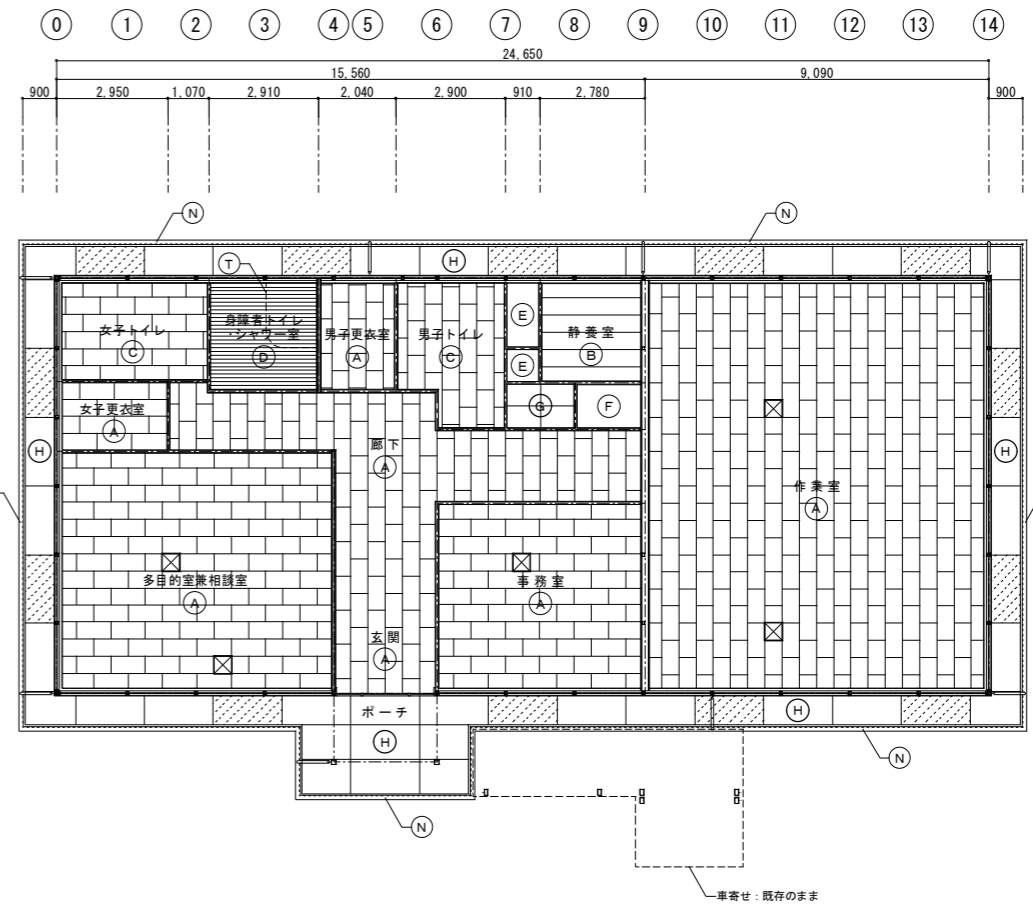 0 1 2 3 4 5 6 7 8 9 10 11 12 13 14
24,650
15,560 9,090
900 2,950 1,070 2,910 2,040 2,900 910 2,780 900
N N
T H
女子トイレ
C
身障者トイレ
・シャワー室
D
男子更衣室
A
男子トイレ
C
E
E
静養室
B
G F
女子更衣室
A
H
廊下
A
作業室
A
H
多目的室兼相談室
A
事務室
A
玄関
A
ポーチ
H
H
N
N
車寄せ：既存のまま